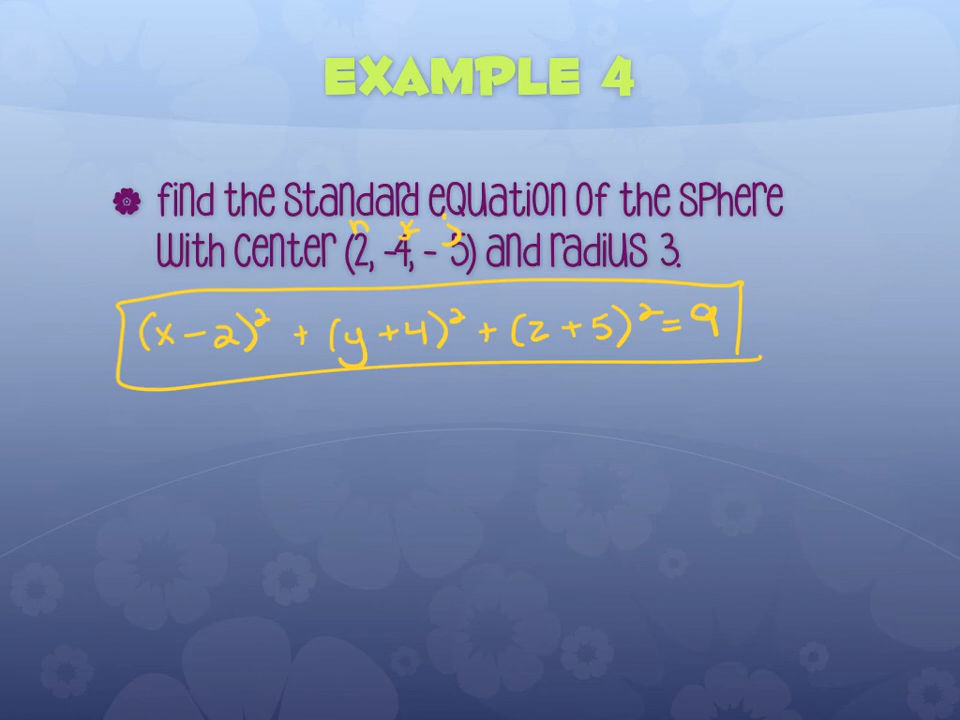 EXAMPLE 4
find the standard equation of the sphere
h k j
with center (2, -4, - 5) and radius 3.
(x - 2)² + (y + 4)² + (z + 5)² = 9